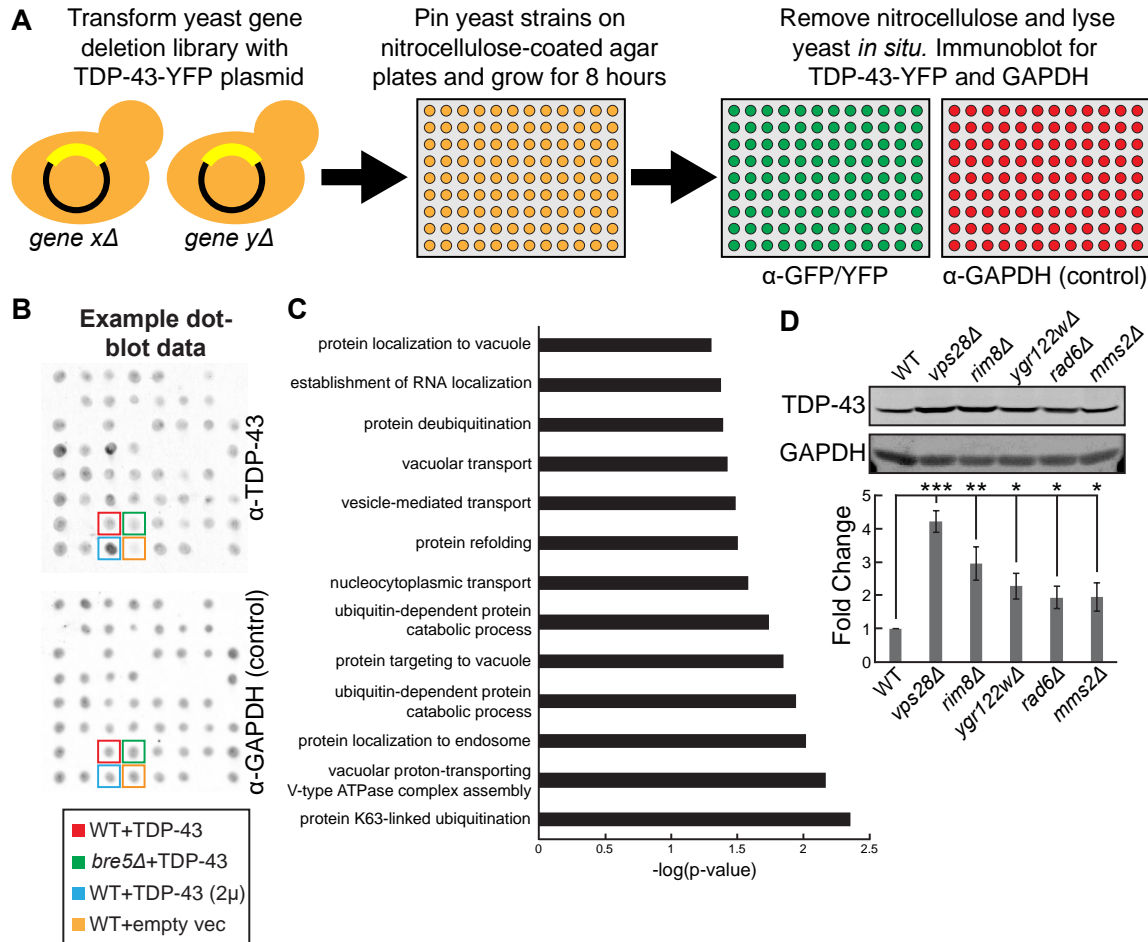 A
Transform yeast gene
deletion library with
TDP-43-YFP plasmid
Pin yeast strains on
nitrocellulose-coated agar
plates and grow for 8 hours
Remove nitrocellulose and lyse
yeast in situ. Immunoblot for
TDP-43-YFP and GAPDH
gene xΔ
gene yΔ
α-GFP/YFP
α-GAPDH (control)
B
Example dot-
blot data
α-TDP-43
α-GAPDH (control)
WT+TDP-43
bre5Δ+TDP-43
WT+TDP-43 (2μ)
WT+empty vec
C
protein localization to vacuole
establishment of RNA localization
protein deubiquitination
vacuolar transport
vesicle-mediated transport
protein refolding
nucleocytoplasmic transport
ubiquitin-dependent protein
catabolic process
protein targeting to vacuole
ubiquitin-dependent protein
catabolic process
protein localization to endosome
vacuolar proton-transporting
V-type ATPase complex assembly
protein K63-linked ubiquitination
0 0.5 1 1.5 2 2.5
-log(p-value)
D
WT vps28Δ rim8Δ ygr122wΔ rad6Δ mms2Δ
TDP-43
GAPDH
*** ** * * *
Fold Change
5
4
3
2
1
0
WT vps28Δ rim8Δ ygr122wΔ rad6Δ mms2Δ